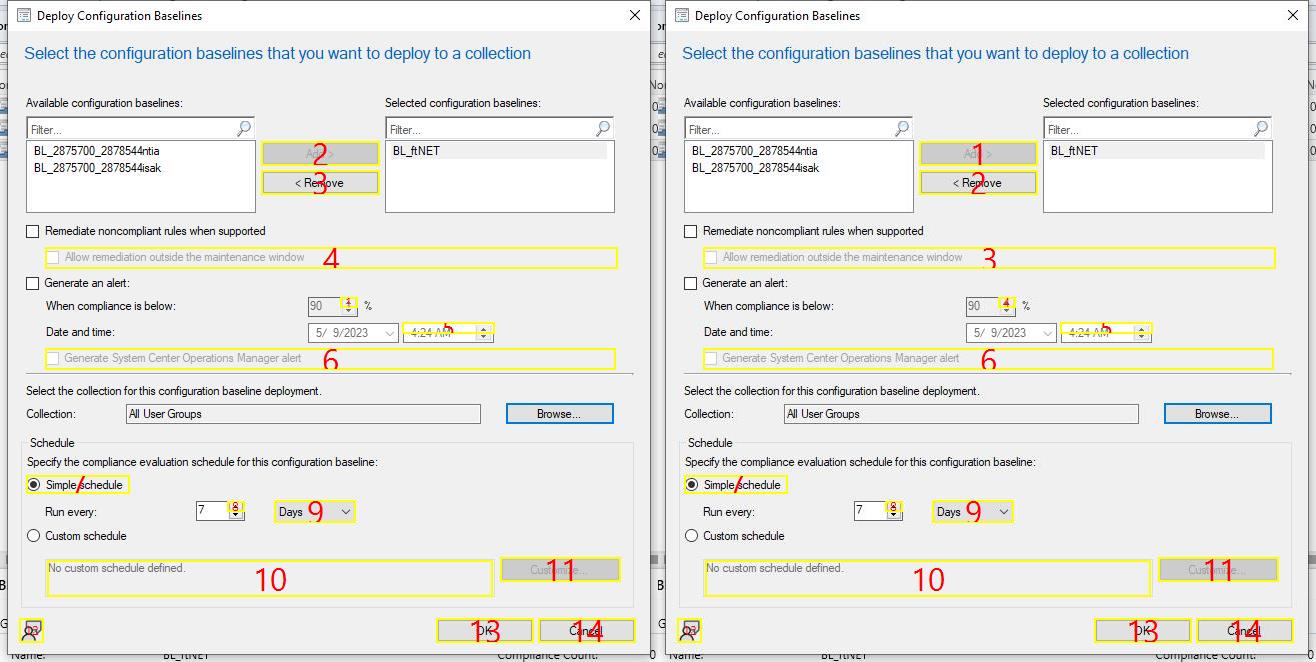 Deploy Configuration Baselines
Select the configuration baselines that you want to deploy to a collection
Available configuration baselines:
Selected configuration baselines:
Filter...
Filter...
BL_2875700_2878544ntia
BL_2875700_2878544isak
2
Add >
3
< Remove
BL_ftNET
Remediate noncompliant rules when supported
Allow remediation outside the maintenance window
4
Generate an alert:
When compliance is below:
90
1
%
Date and time:
5/ 9/2023
4:24 AM
5
Generate System Center Operations Manager alert
6
Select the collection for this configuration baseline deployment.
Collection:
All User Groups
Browse...
Schedule
Specify the compliance evaluation schedule for this configuration baseline:
Simple schedule
7
Run every:
7
8
Days
9
Custom schedule
No custom schedule defined.
10
Customize...
11
OK
13
Cancel
14
Name:
BL_ftNET
Compliance Count:
0
Deploy Configuration Baselines
Select the configuration baselines that you want to deploy to a collection
Available configuration baselines:
Selected configuration baselines:
Filter...
Filter...
BL_2875700_2878544ntia
BL_2875700_2878544isak
1
Add >
2
< Remove
BL_ftNET
Remediate noncompliant rules when supported
Allow remediation outside the maintenance window
3
Generate an alert:
When compliance is below:
90
4
%
Date and time:
5/ 9/2023
4:24 AM
5
Generate System Center Operations Manager alert
6
Select the collection for this configuration baseline deployment.
Collection:
All User Groups
Browse...
Schedule
Specify the compliance evaluation schedule for this configuration baseline:
Simple schedule
7
Run every:
7
8
Days
9
Custom schedule
No custom schedule defined.
10
Customize...
11
OK
13
Cancel
14
Name:
BL_ftNET
Compliance Count:
0